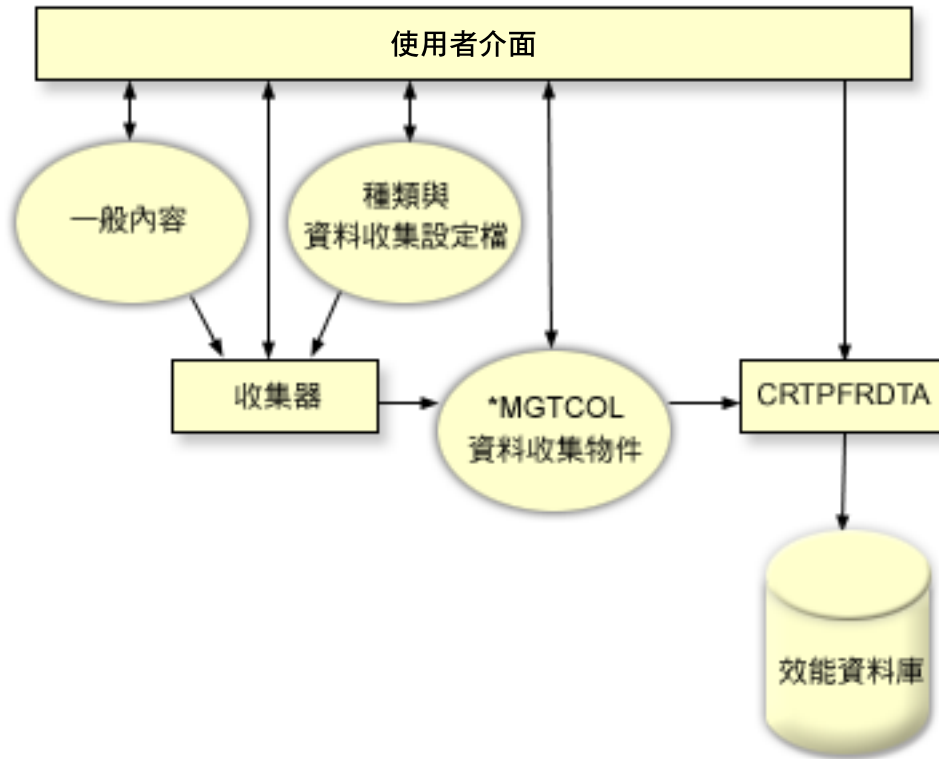 使用者介面
一般內容
種類與
資料收集設定檔
收集器
*MGTCOL
資料收集物件
CRTPFRDTA
效能資料庫